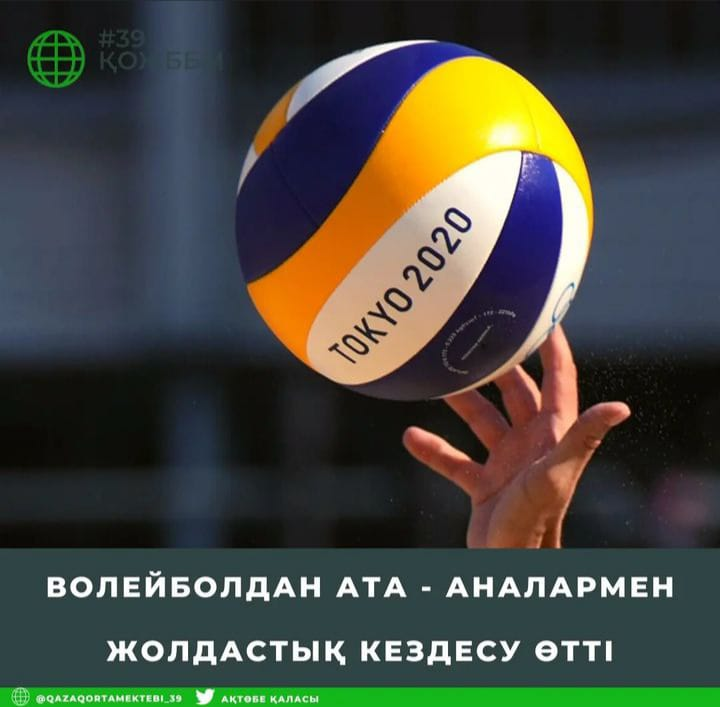 #39
TOKYO 2020
ВОЛЕЙБОЛДАН АТА - АНАЛАРМЕН
ЖОЛДАСТЫҚ КЕЗДЕСУ ӨТТІ
@QAZAQORTAMEKTEBI_39 АҚТӨБЕ ҚАЛАСЫ